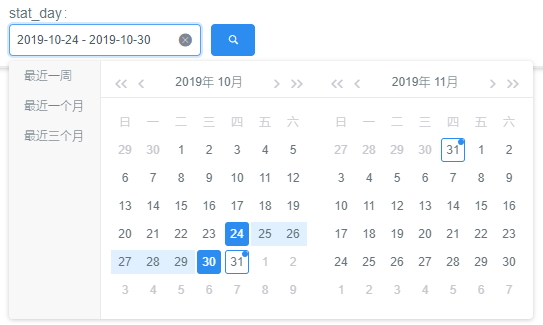 stat_day:
2019-10-24 - 2019-10-30
最近一周
最近一个月
最近三个月
2019年 10月
日 一 二 三 四 五 六
29 30 1 2 3 4 5
6 7 8 9 10 11 12
13 14 15 16 17 18 19
20 21 22 23 24 25 26
27 28 29 30 31 1 2
3 4 5 6 7 8 9
2019年 11月
日 一 二 三 四 五 六
27 28 29 30 31 1 2
3 4 5 6 7 8 9
10 11 12 13 14 15 16
17 18 19 20 21 22 23
24 25 26 27 28 29 30
1 2 3 4 5 6 7